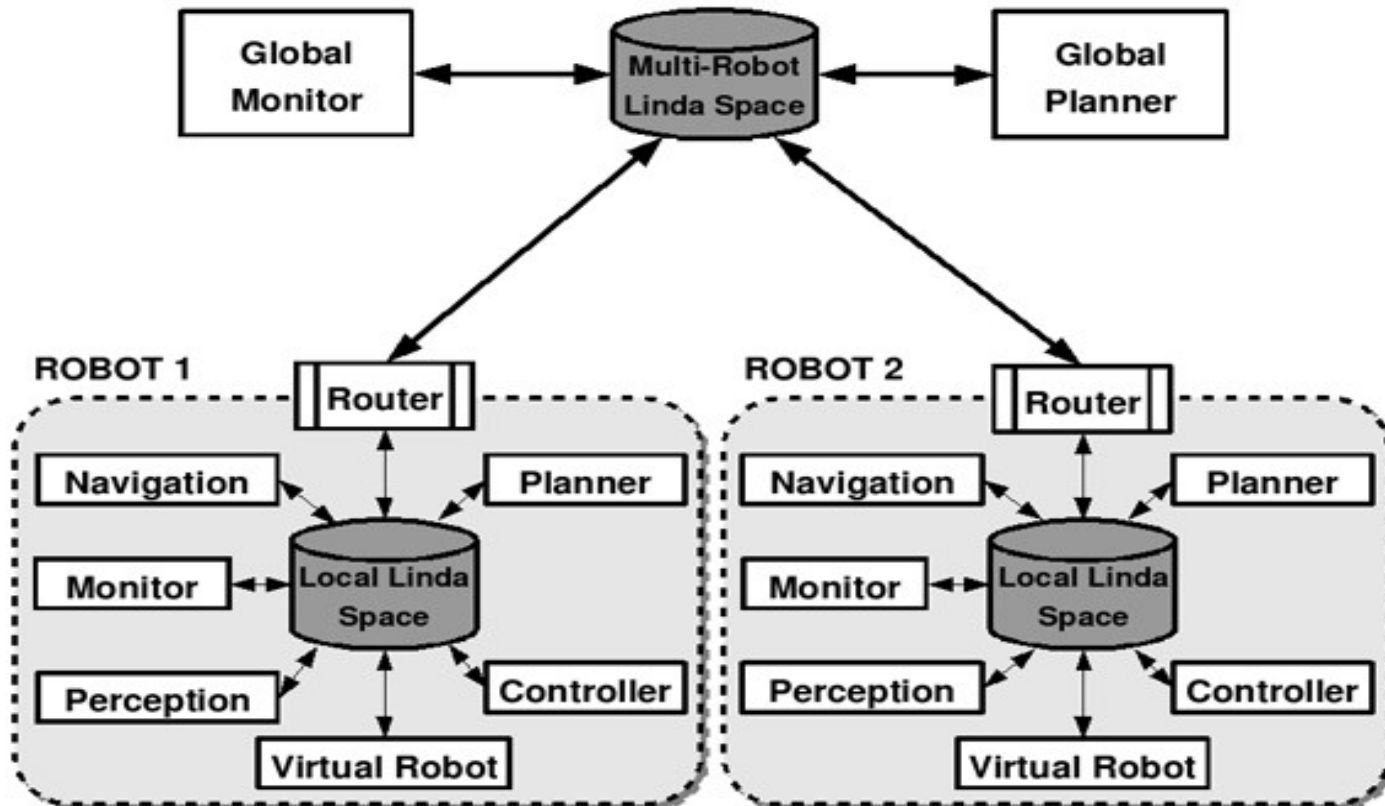 Global
Monitor
Multi-Robot
Linda Space
Global
Planner
ROBOT 1
Router
Navigation
Planner
Monitor
Local Linda
Space
Perception
Controller
Virtual Robot
ROBOT 2
Router
Navigation
Planner
Monitor
Local Linda
Space
Perception
Controller
Virtual Robot